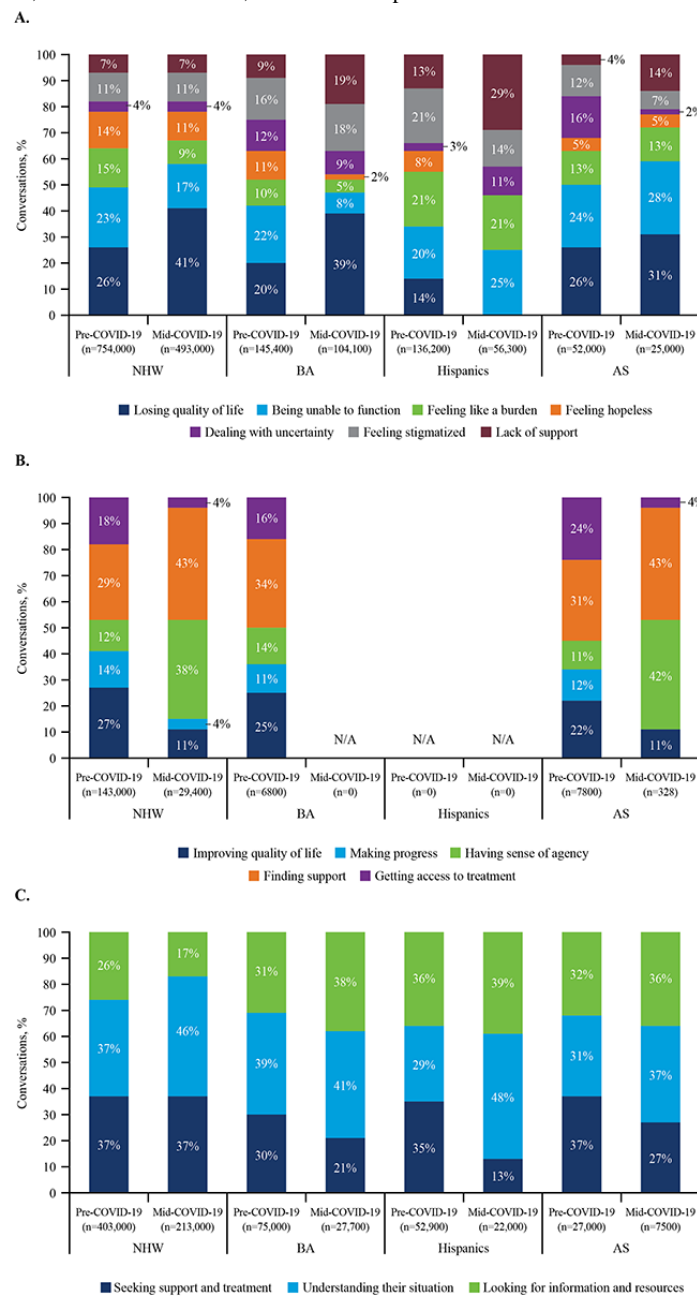 A.
Conversations, %
100
90
80
70
60
50
40
30
20
10
0
7% 7% 9% 19% 13% 29% 12% 4% 14%
11% 4% 11% 4% 16% 18% 21% 14% 16% 7% 2%
14% 11% 12% 9% 3% 11% 5% 5%
15% 9% 11% 2% 8% 21% 13% 13%
23% 17% 10% 5% 21% 25% 24% 28%
26% 41% 22% 8% 20% 26% 31%
20% 39% 14%
Pre-COVID-19 Mid-COVID-19 Pre-COVID-19 Mid-COVID-19 Pre-COVID-19 Mid-COVID-19 Pre-COVID-19 Mid-COVID-19
(n=754,000) (n=493,000) (n=145,400) (n=104,100) (n=136,200) (n=56,300) (n=52,000) (n=25,000)
NHW BA Hispanics AS
Losing quality of life Being unable to function Feeling like a burden Feeling hopeless
Dealing with uncertainty Feeling stigmatized Lack of support
B.
Conversations, %
100
90
80
70
60
50
40
30
20
10
0
18% 4% 16% 24% 4%
29% 43% 34% 31% 43%
12% 38% 14% 11% 42%
14% 4% 11% 12%
27% 11% 25% N/A N/A N/A 22% 11%
Pre-COVID-19 Mid-COVID-19 Pre-COVID-19 Mid-COVID-19 Pre-COVID-19 Mid-COVID-19 Pre-COVID-19 Mid-COVID-19
(n=143,000) (n=29,400) (n=6800) (n=0) (n=0) (n=0) (n=7800) (n=328)
NHW BA Hispanics AS
Improving quality of life Making progress Having sense of agency
Finding support Getting access to treatment
C.
Conversations, %
100
90
80
70
60
50
40
30
20
10
0
26% 17% 31% 38% 36% 39% 32% 36%
37% 46% 39% 41% 29% 48% 31% 37%
37% 37% 30% 21% 35% 13% 37% 27%
Pre-COVID-19 Mid-COVID-19 Pre-COVID-19 Mid-COVID-19 Pre-COVID-19 Mid-COVID-19 Pre-COVID-19 Mid-COVID-19
(n=403,000) (n=213,000) (n=75,000) (n=27,700) (n=52,900) (n=22,000) (n=27,000) (n=7500)
NHW BA Hispanics AS
Seeking support and treatment Understanding their situation Looking for information and resources